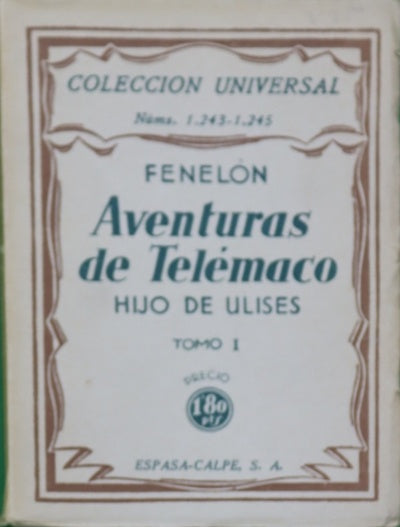 COLECCION UNIVERSAL
Núms. 1.243-1.245
FENELÒN
Aventuras
de Telémaco
HIJO DE ULISES
TOMO I
PRECIO
1'80
pts
ESPASA-CALPE, S. A.